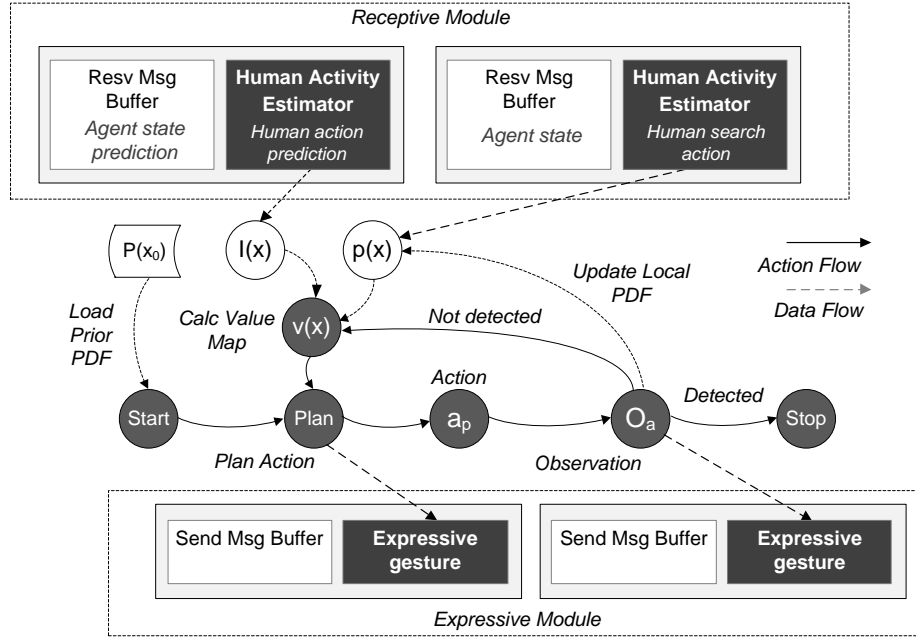 Receptive Module
Resv Msg
Buffer
Agent state
prediction
Human Activity
Estimator
Human action
prediction
Resv Msg
Buffer
Agent state
Human Activity
Estimator
Human search
action
P(x₀)
I(x)
p(x)
Action Flow
Data Flow
Update Local
PDF
Load
Prior
PDF
Calc Value
Map
v(x)
Not detected
Action
Detected
Start
Plan
aₚ
Oₐ
Stop
Plan Action
Observation
Send Msg Buffer
Expressive
gesture
Send Msg Buffer
Expressive
gesture
Expressive Module